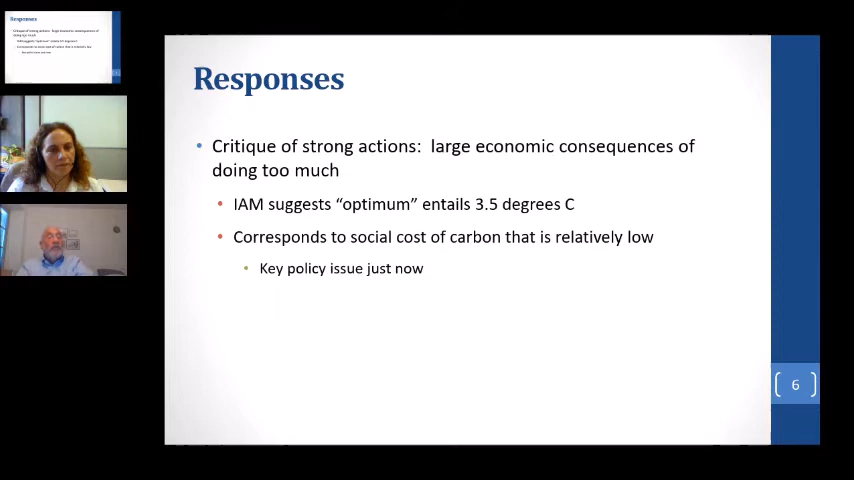 Responses
Critique of strong actions: large economic consequences of
doing too much
IAM suggests “optimum” entails 3.5 degrees C
Corresponds to social cost of carbon that is relatively low
Key policy issue just now
6